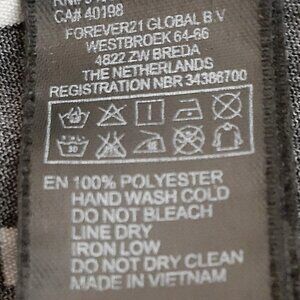 CA# 40198
FOREVER21 GLOBAL B.V
WESTBROEK 64-66
4822 ZW BREDA
THE NETHERLANDS
REGISTRATION NBR 34386700
EN 100% POLYESTER
HAND WASH COLD
DO NOT BLEACH
LINE DRY
IRON LOW
DO NOT DRY CLEAN
MADE IN VIETNAM